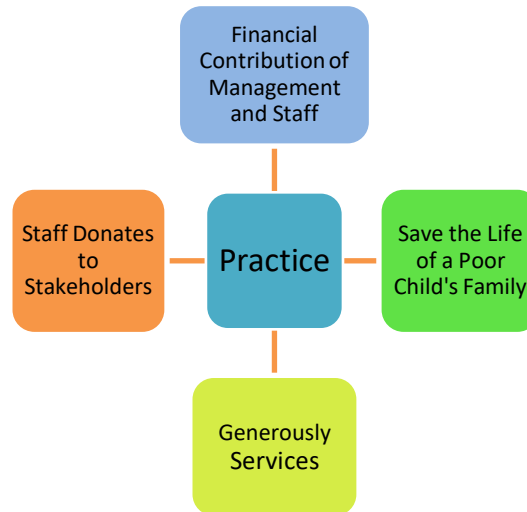 Financial
Contribution of
Management
and Staff
Staff Donates
to
Stakeholders
Practice
Save the Life
of a Poor
Child's Family
Generously
Services